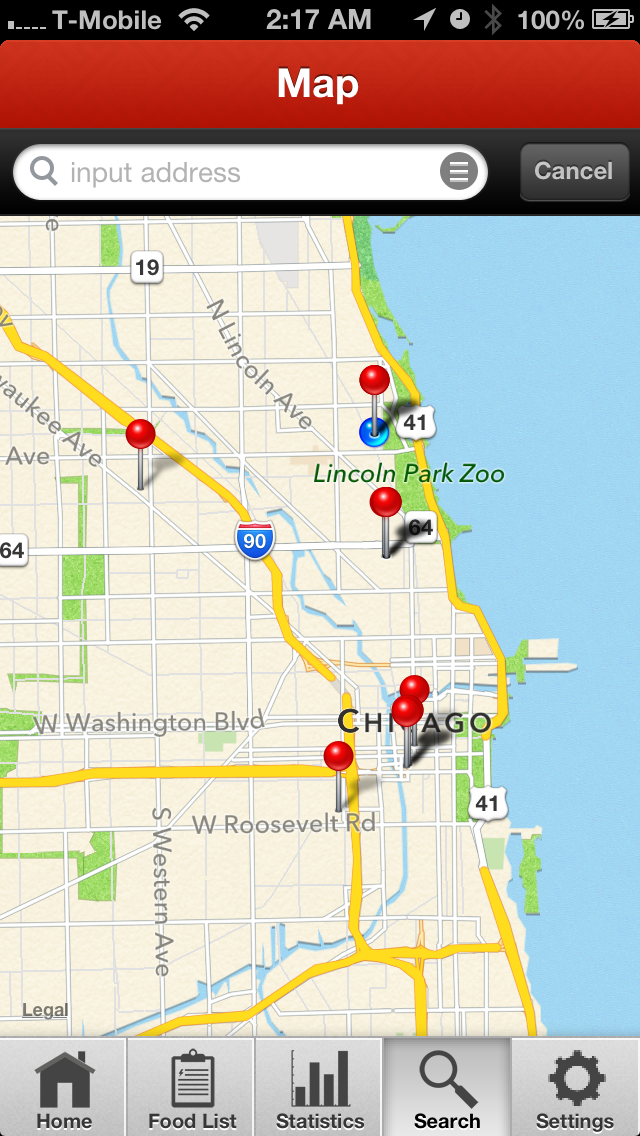 T-Mobile 2:17 AM 100%
Map
input address Cancel
19
N Lincoln Ave
waukee Ave
41
Ave
Lincoln Park Zoo
64
90
64
CHICAGO
W Washington Blvd
41
W Roosevelt Rd
S Western Ave
Legal
Home Food List Statistics Search Settings